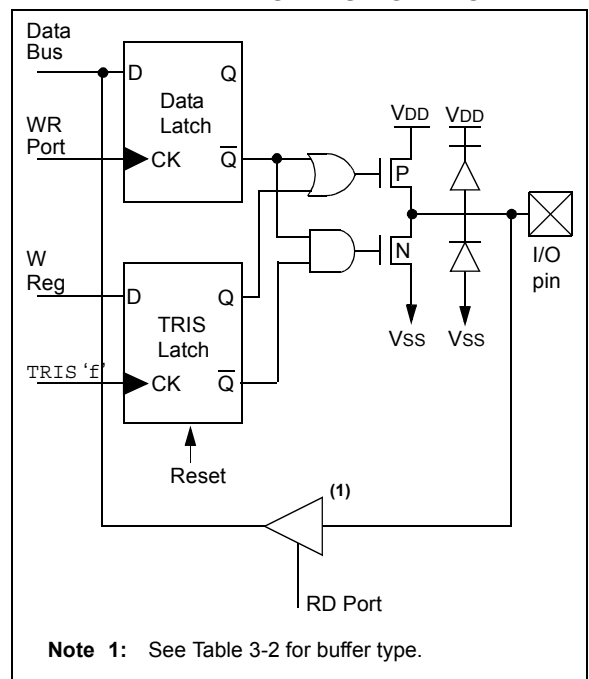 Data
Bus
D
Q
Data
Latch
WR
Port
CK
Q
VDD
VDD
P
W
Reg
N
I/O
pin
D
Q
TRIS
Latch
VSS
VSS
TRIS 'f'
CK
Q
Reset
(1)
RD Port
Note 1: See Table 3-2 for buffer type.